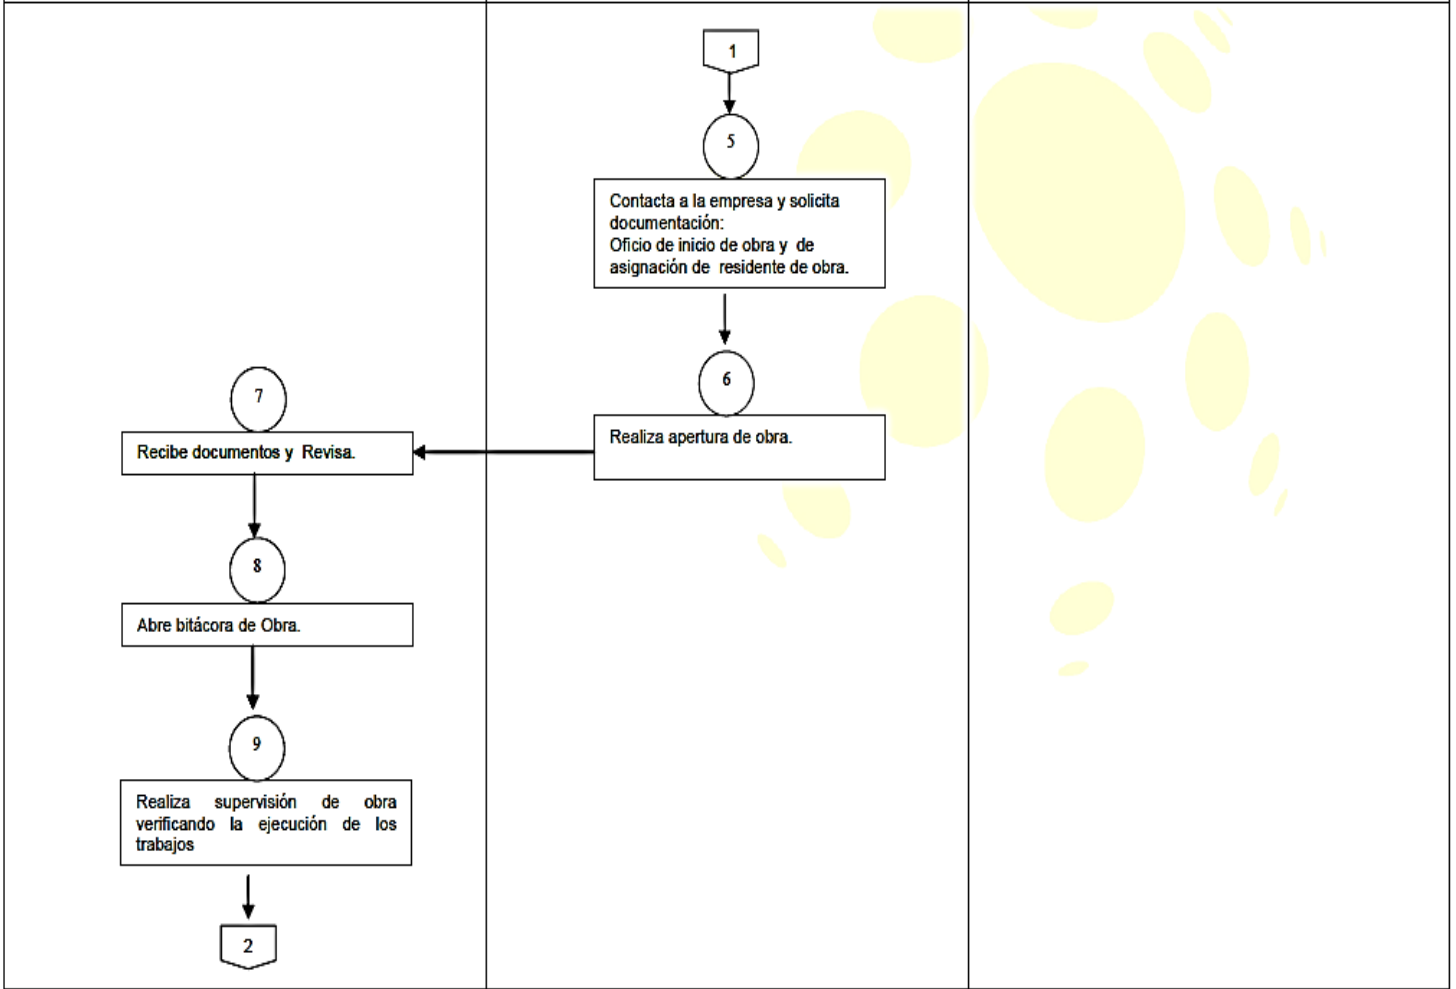 1
5
Contacta a la empresa y solicita
documentación:
Oficio de inicio de obra y de
asignación de residente de obra.
6
Realiza apertura de obra.
7
Recibe documentos y Revisa.
8
Abre bitácora de Obra.
9
Realiza supervisión de obra
verificando la ejecución de los
trabajos
2